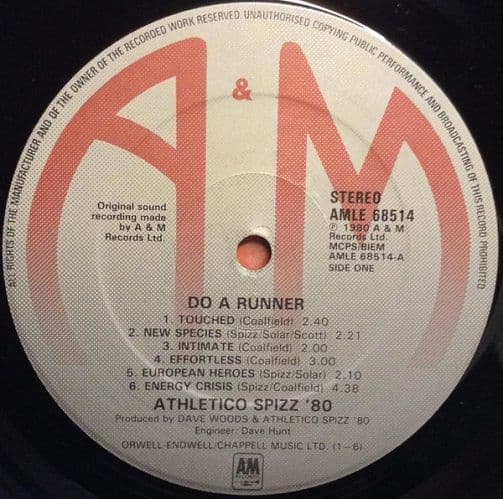 ALL RIGHTS OF THE MANUFACTURER AND OF THE OWNER OF THE RECORDED WORK RESERVED. UNAUTHORISED COPYING PUBLIC PERFORMANCE AND BROADCASTING OF THIS RECORD PROHIBITED
A & M
Original sound
recording made
by A & M
Records Ltd.
STEREO
AMLE 68514
℗ 1980 A & M
Records Ltd.
MCPS/BIEM
AMLE 68514-A
SIDE ONE
DO A RUNNER
1. TOUCHED (Coalfield) 2.40
2. NEW SPECIES (Spizz/Solar/Scott) 2.21
3. INTIMATE (Coalfield) 2.00
4. EFFORTLESS (Coalfield) 3.00
5. EUROPEAN HEROES (Spizz/Solar) 2.10
6. ENERGY CRISIS (Spizz/Coalfield) 4.38
ATHLETICO SPIZZ '80
Produced by DAVE WOODS & ATHLETICO SPIZZ '80
Engineer: Dave Hunt
ORWELL-ENDWELL/CHAPPELL MUSIC LTD. (1–6)
AM
RECORDS